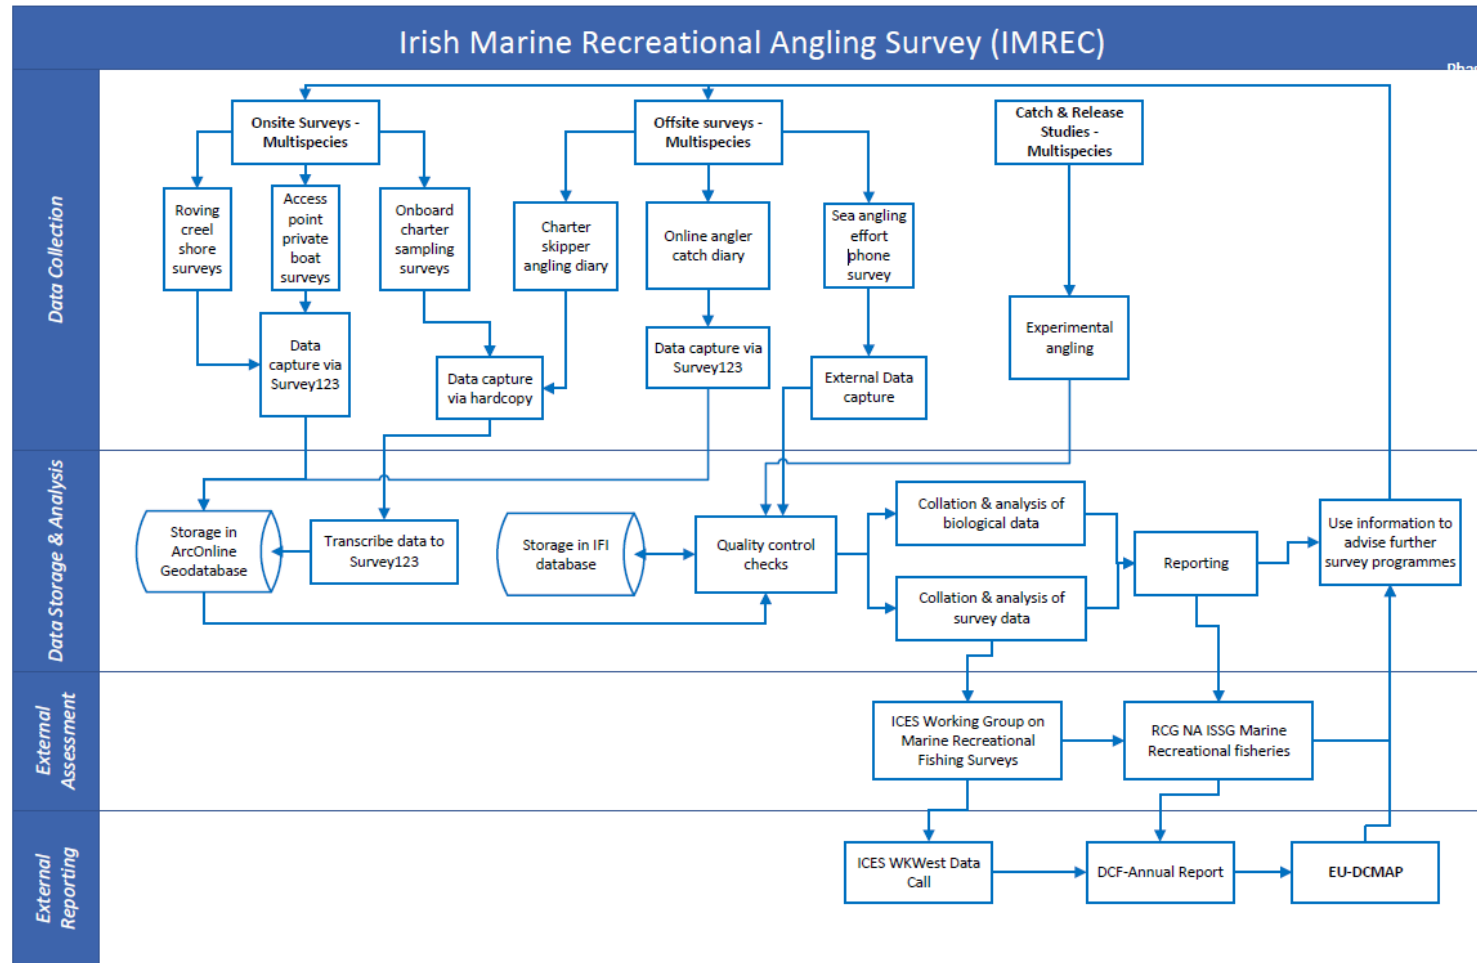 Irish Marine Recreational Angling Survey (IMREC)
Data Collection
Onsite Surveys -
Multispecies
Offsite surveys -
Multispecies
Catch & Release
Studies -
Multispecies
Roving
creel
shore
surveys
Access
point
private
boat
surveys
Onboard
charter
sampling
surveys
Charter
skipper
angling diary
Online angler
catch diary
Sea angling
effort
phone
survey
Data
capture via
Survey123
Data capture
via hardcopy
Data capture via
Survey123
External Data
capture
Experimental
angling
Data Storage & Analysis
Storage in
ArcOnline
Geodatabase
Transcribe data to
Survey123
Storage in IFI
database
Quality control
checks
Collation & analysis of
biological data
Collation & analysis of
survey data
Reporting
Use information to
advise further
survey programmes
External
Assessment
ICES Working Group on
Marine Recreational
Fishing Surveys
RCG NA ISSG Marine
Recreational fisheries
External
Reporting
ICES WKWest Data
Call
DCF-Annual Report
EU-DCMAP